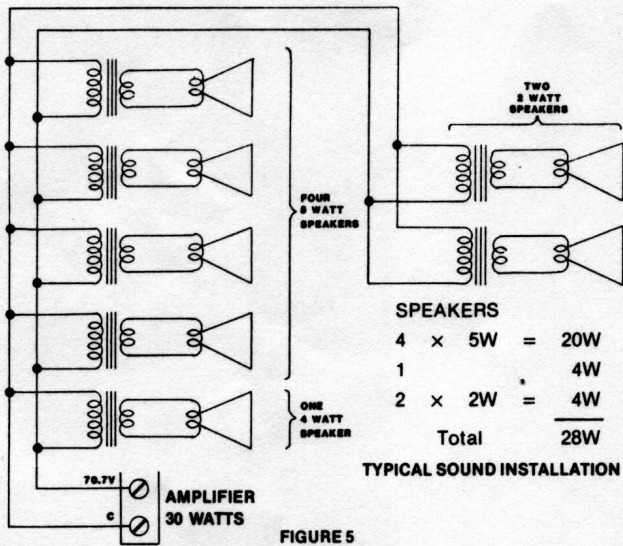 TWO
2 WATT
SPEAKERS
FOUR
5 WATT
SPEAKERS
SPEAKERS
4 × 5W = 20W
1 4W
2 × 2W = 4W
Total 28W
ONE
4 WATT
SPEAKER
TYPICAL SOUND INSTALLATION
70.7V
C
AMPLIFIER
30 WATTS
FIGURE 5